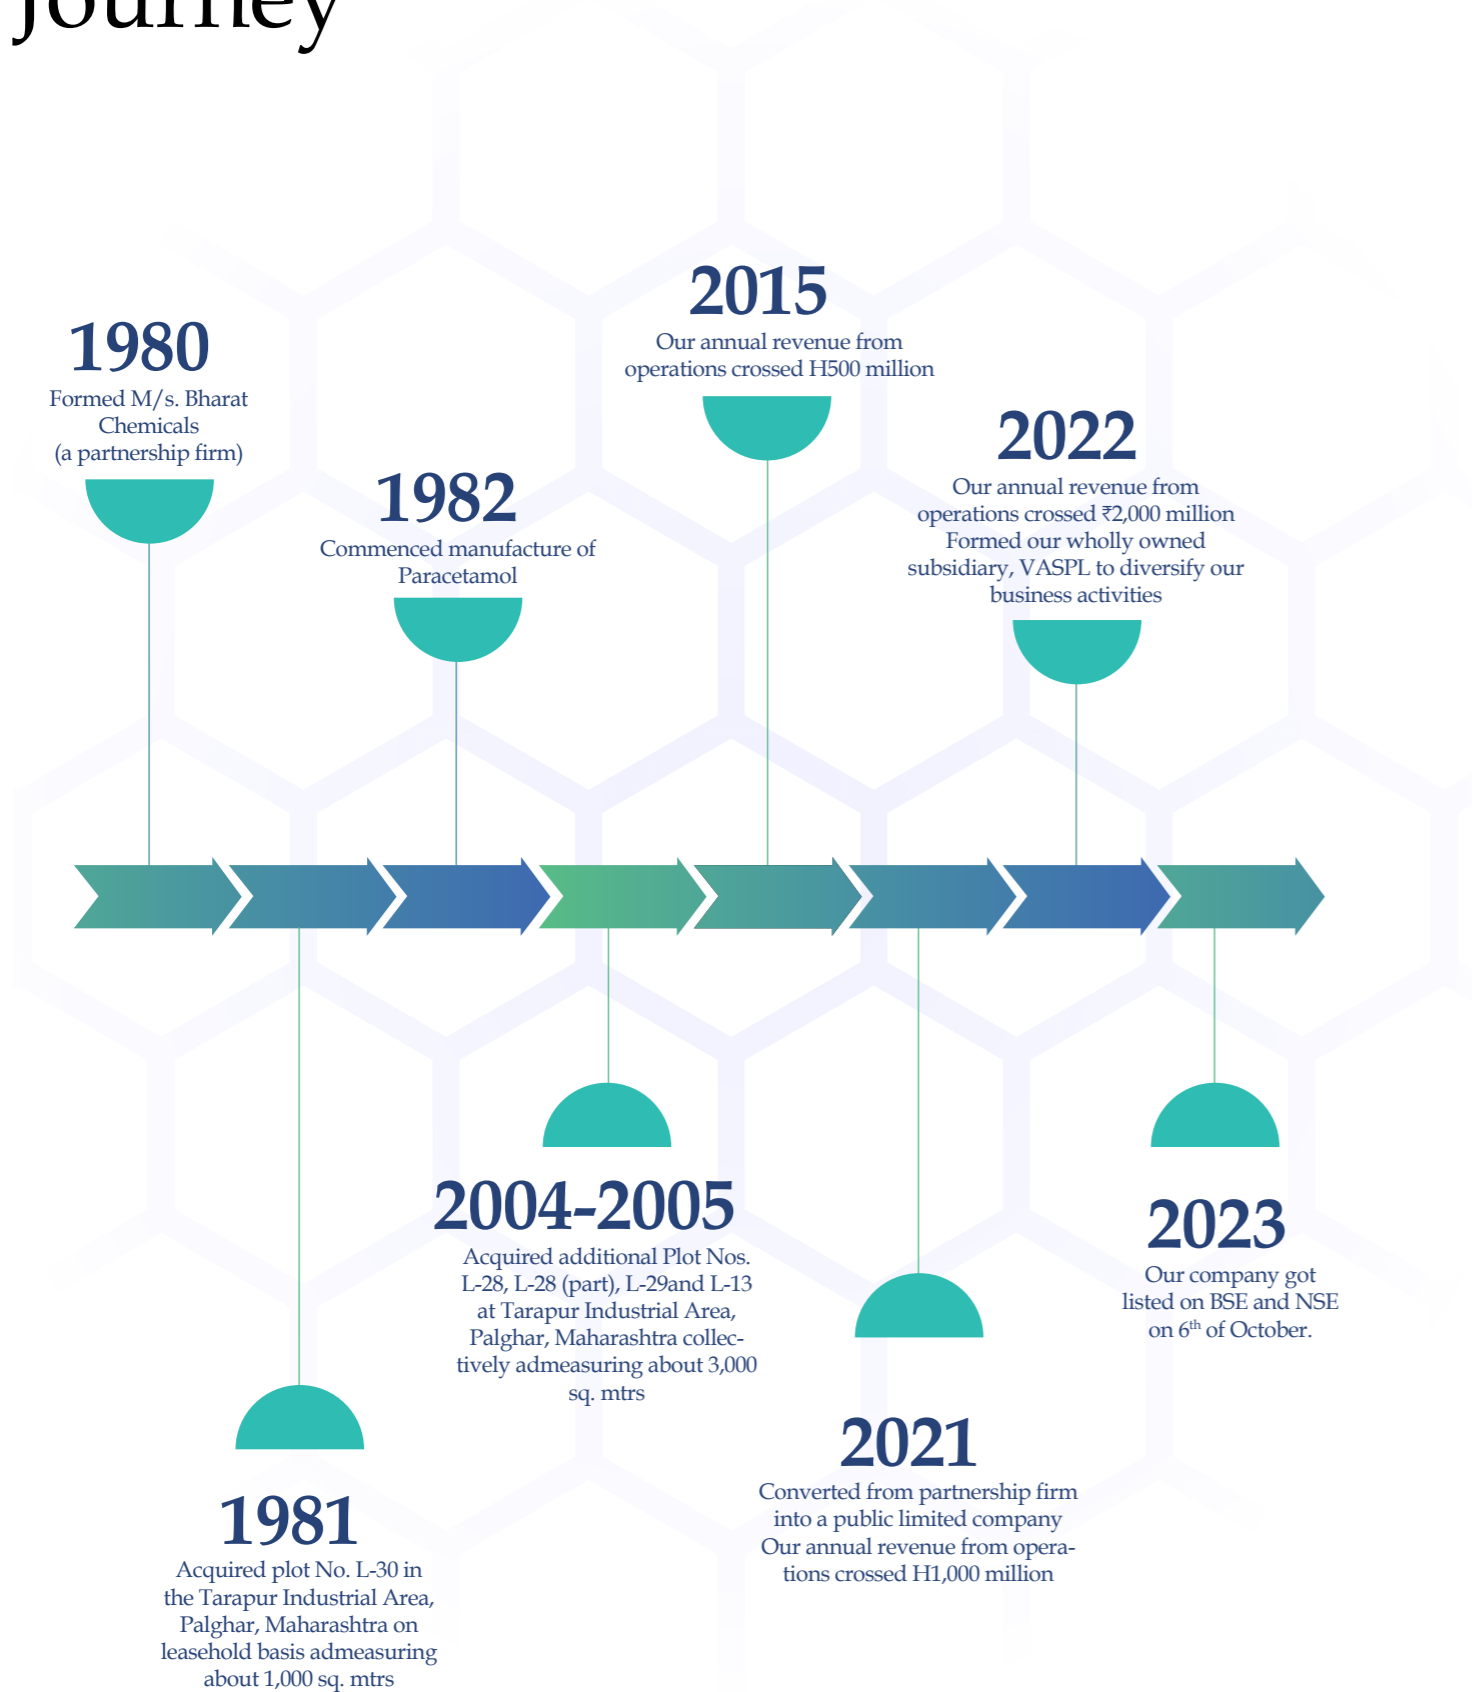 Journey
1980
Formed M/s. Bharat
Chemicals
(a partnership firm)
1982
Commenced manufacture of
Paracetamol
2015
Our annual revenue from
operations crossed H500 million
2022
Our annual revenue from
operations crossed ₹2,000 million
Formed our wholly owned
subsidiary, VASPL to diversify our
business activities
1981
Acquired plot No. L-30 in
the Tarapur Industrial Area,
Palghar, Maharashtra on
leasehold basis admeasuring
about 1,000 sq. mtrs
2004-2005
Acquired additional Plot Nos.
L-28, L-28 (part), L-29and L-13
at Tarapur Industrial Area,
Palghar, Maharashtra collec-
tively admeasuring about 3,000
sq. mtrs
2021
Converted from partnership firm
into a public limited company
Our annual revenue from opera-
tions crossed H1,000 million
2023
Our company got
listed on BSE and NSE
on 6th of October.